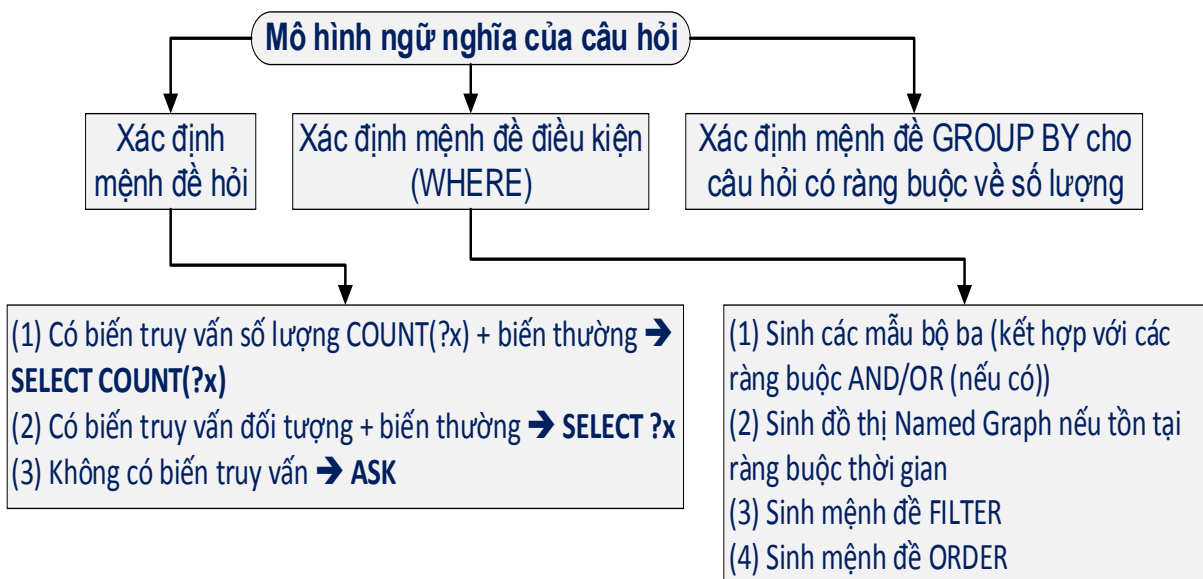 Mô hình ngữ nghĩa của câu hỏi
Xác định
mệnh đề hỏi
Xác định mệnh đề điều kiện
(WHERE)
Xác định mệnh đề GROUP BY cho
câu hỏi có ràng buộc về số lượng
(1) Có biến truy vấn số lượng COUNT(?x) + biến thường ➔
SELECT COUNT(?x)
(2) Có biến truy vấn đối tượng + biến thường ➔ SELECT ?x
(3) Không có biến truy vấn ➔ ASK
(1) Sinh các mẫu bộ ba (kết hợp với các
ràng buộc AND/OR (nếu có))
(2) Sinh đồ thị Named Graph nếu tồn tại
ràng buộc thời gian
(3) Sinh mệnh đề FILTER
(4) Sinh mệnh đề ORDER